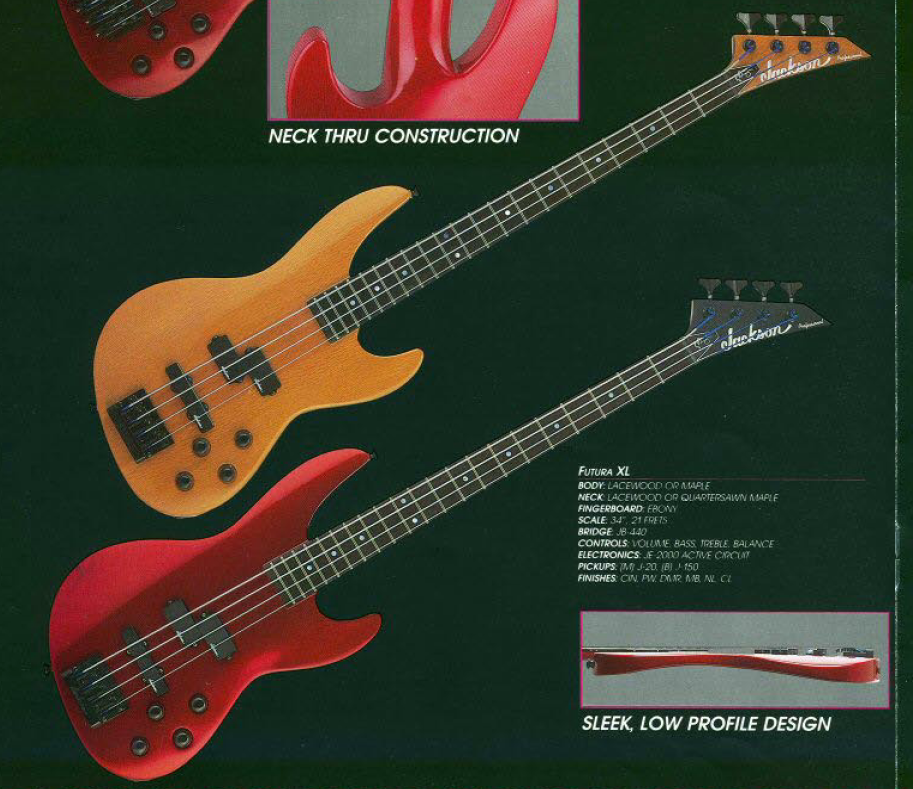 NECK THRU CONSTRUCTION
Jackson
Professional
Jackson
Professional
FUTURA XL
BODY: LACEWOOD OR MAPLE
NECK: LACEWOOD OR QUARTERSAWN MAPLE
FINGERBOARD: EBONY
SCALE: 34", 21 FRETS
BRIDGE: JB-440
CONTROLS: VOLUME, BASS, TREBLE, BALANCE
ELECTRONICS: JE-2000 ACTIVE CIRCUIT
PICKUPS: [M] J-20, [B] J-150
FINISHES: CIN, PW, DMR, MB, NL, CL
SLEEK, LOW PROFILE DESIGN